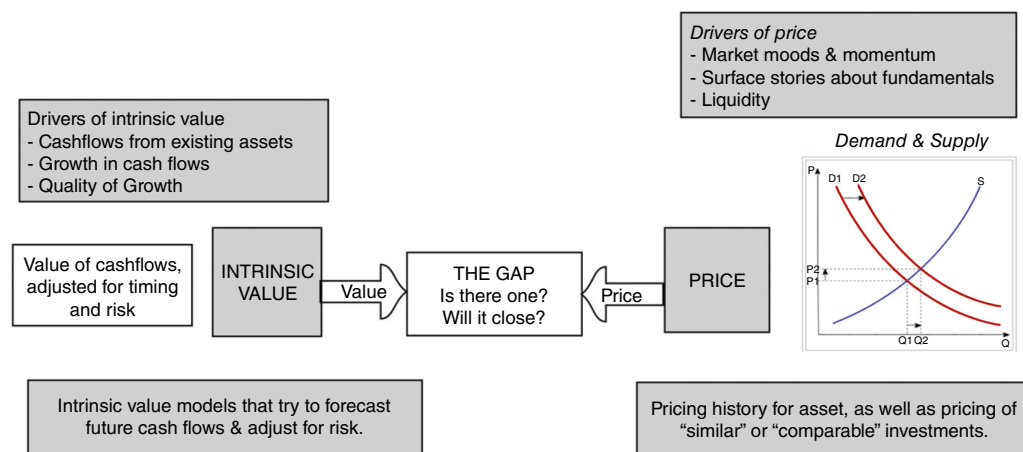 Drivers of price
- Market moods & momentum
- Surface stories about fundamentals
- Liquidity
Drivers of intrinsic value
- Cashflows from existing assets
- Growth in cash flows
- Quality of Growth
Demand & Supply
P
D1 D2
S
P2
P1
Q1 Q2
Q
Value of cashflows,
adjusted for timing
and risk
INTRINSIC
VALUE
Value
THE GAP
Is there one?
Will it close?
Price
PRICE
Intrinsic value models that try to forecast
future cash flows & adjust for risk.
Pricing history for asset, as well as pricing of
“similar” or “comparable” investments.